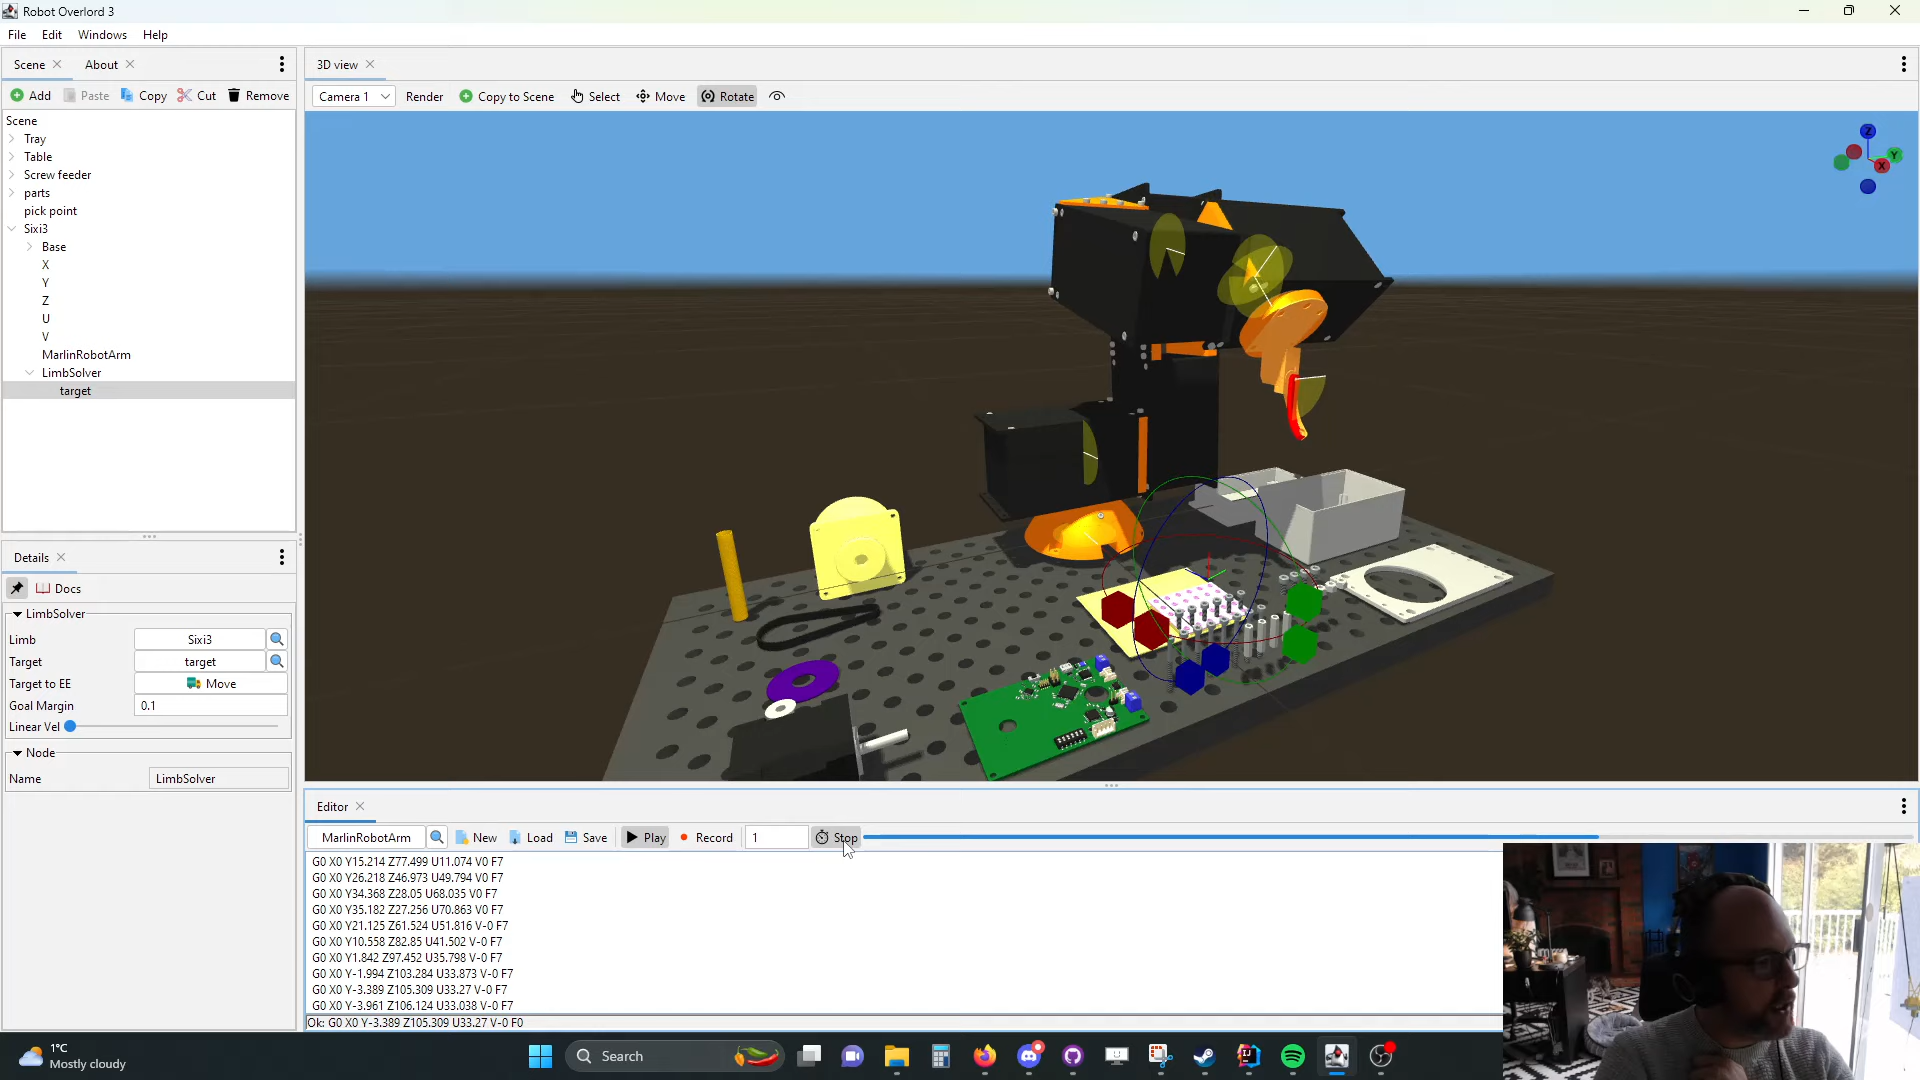 Robot Overlord 3
File Edit Windows Help
Scene About
Add Paste Copy Cut Remove
Scene
Tray
Table
Screw feeder
parts
pick point
Sixi3
Base
X
Y
Z
U
V
MarlinRobotArm
LimbSolver
target
Details
Docs
LimbSolver
Limb Sixi3
Target target
Target to EE Move
Goal Margin 0.1
Linear Vel
Node
Name LimbSolver
3D view
Camera 1 Render Copy to Scene Select Move Rotate
Z
Y
X
Editor
MarlinRobotArm New Load Save Play Record 1 Stop
G0 X0 Y15.214 Z77.499 U11.074 V0 F7
G0 X0 Y26.218 Z46.973 U49.794 V0 F7
G0 X0 Y34.368 Z28.05 U68.035 V0 F7
G0 X0 Y35.182 Z27.256 U70.863 V0 F7
G0 X0 Y21.125 Z61.524 U51.816 V-0 F7
G0 X0 Y10.558 Z82.85 U41.502 V-0 F7
G0 X0 Y1.842 Z97.452 U35.798 V-0 F7
G0 X0 Y-1.994 Z103.284 U33.873 V-0 F7
G0 X0 Y-3.389 Z105.309 U33.27 V-0 F7
G0 X0 Y-3.961 Z106.124 U33.038 V-0 F7
Ok: G0 X0 Y-3.389 Z105.309 U33.27 V-0 F0
1°C
Mostly cloudy
Search